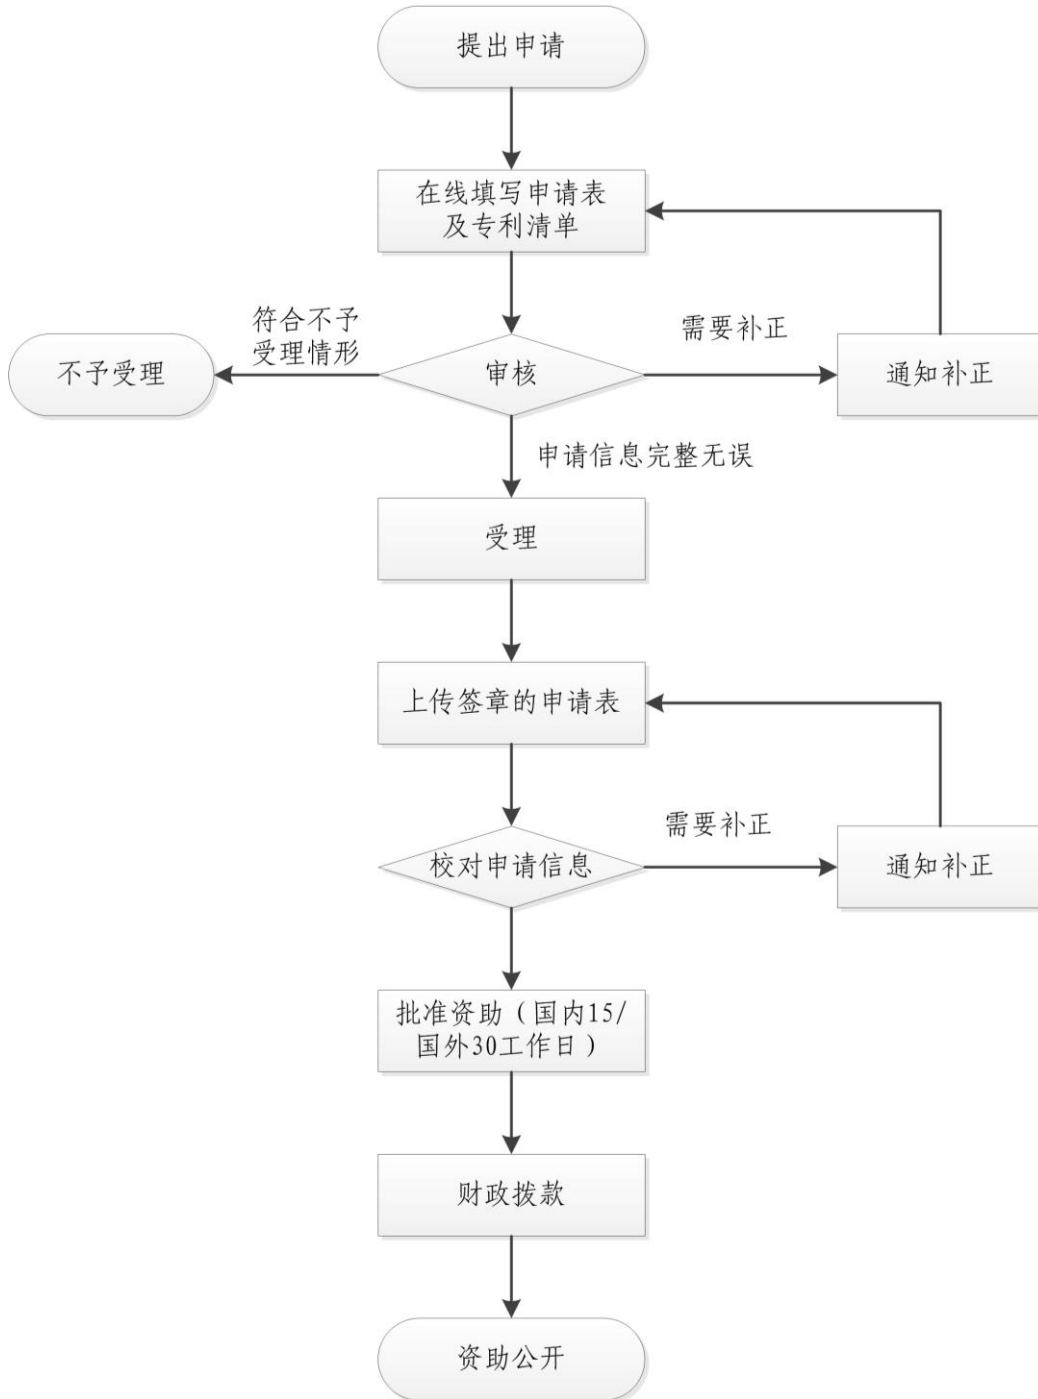 提出申请
在线填写申请表
及专利清单
符合不予
受理情形
需要补正
不予受理
审核
通知补正
申请信息完整无误
受理
上传签章的申请表
需要补正
校对申请信息
通知补正
批准资助（国内15/
国外30工作日）
财政拨款
资助公开